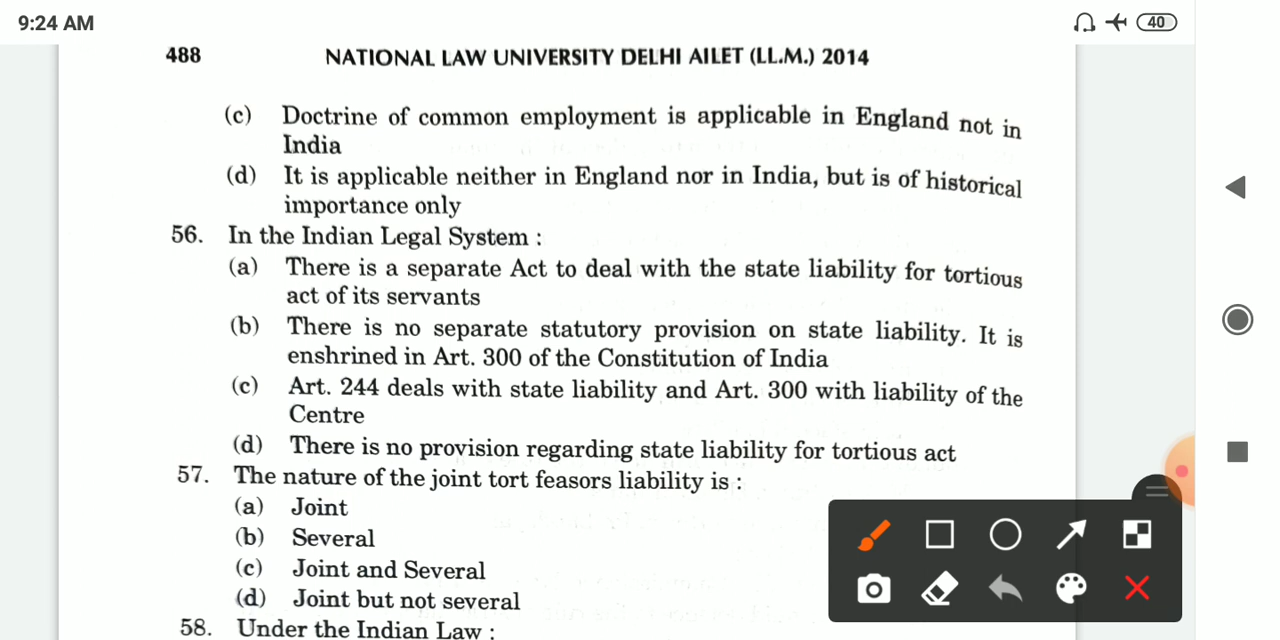 9:24 AM
40
488 NATIONAL LAW UNIVERSITY DELHI AILET (LL.M.) 2014
(c) Doctrine of common employment is applicable in England not in
India
(d) It is applicable neither in England nor in India, but is of historical
importance only
56. In the Indian Legal System :
(a) There is a separate Act to deal with the state liability for tortious
act of its servants
(b) There is no separate statutory provision on state liability. It is
enshrined in Art. 300 of the Constitution of India
(c) Art. 244 deals with state liability and Art. 300 with liability of the
Centre
(d) There is no provision regarding state liability for tortious act
57. The nature of the joint tort feasors liability is :
(a) Joint
(b) Several
(c) Joint and Several
(d) Joint but not several
58. Under the Indian Law :